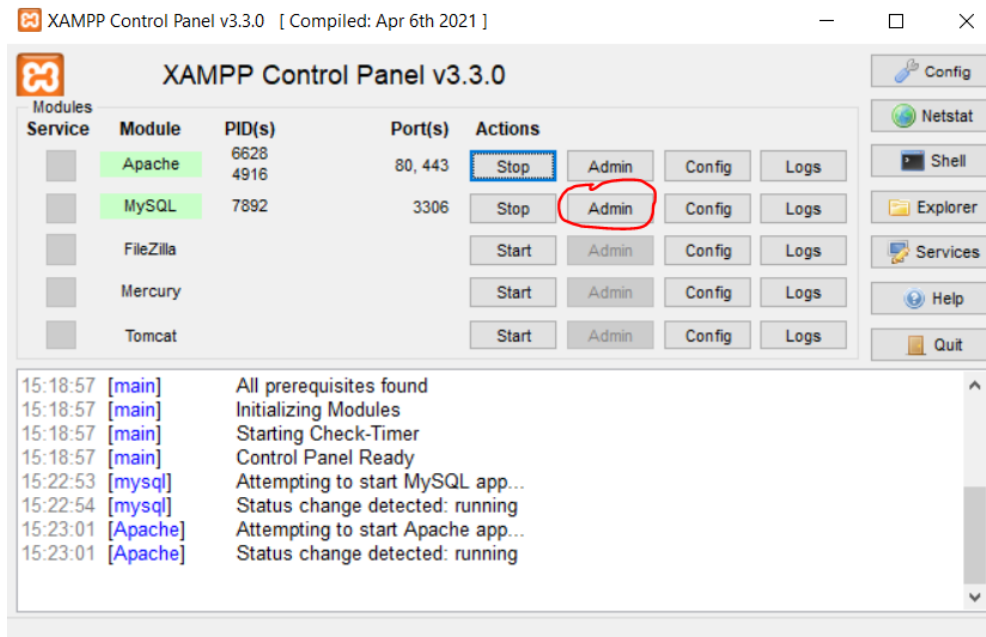 XAMPP Control Panel v3.3.0 [ Compiled: Apr 6th 2021 ]
XAMPP Control Panel v3.3.0
Config
Modules
Service Module PID(s) Port(s) Actions
Netstat
Apache 6628 4916 80, 443 Stop Admin Config Logs
Shell
MySQL 7892 3306 Stop Admin Config Logs
Explorer
FileZilla Start Admin Config Logs
Services
Mercury Start Admin Config Logs
Help
Tomcat Start Admin Config Logs
Quit
15:18:57 [main] All prerequisites found
15:18:57 [main] Initializing Modules
15:18:57 [main] Starting Check-Timer
15:18:57 [main] Control Panel Ready
15:22:53 [mysql] Attempting to start MySQL app...
15:22:54 [mysql] Status change detected: running
15:23:01 [Apache] Attempting to start Apache app...
15:23:01 [Apache] Status change detected: running